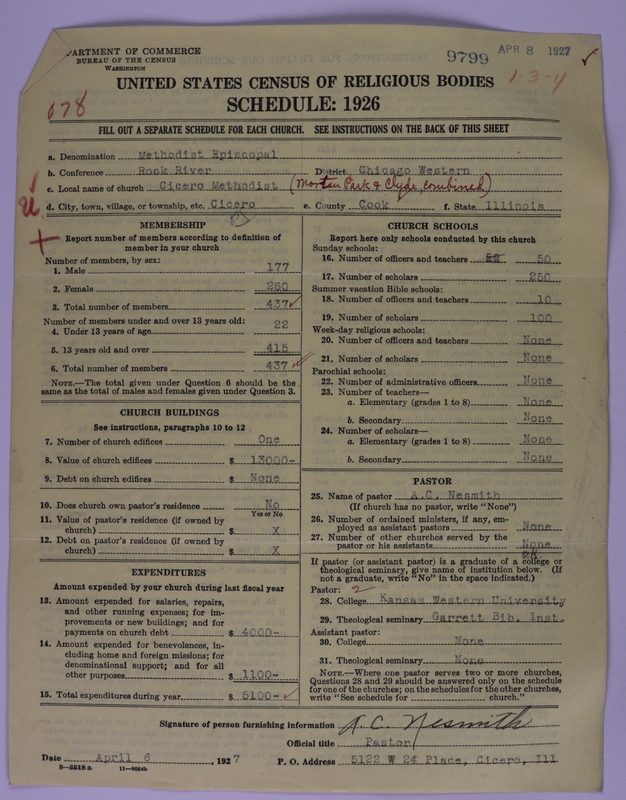 PARTMENT OF COMMERCE
BUREAU OF THE CENSUS
WASHINGTON
9799 APR 8 1927
1-3-4
078
UNITED STATES CENSUS OF RELIGIOUS BODIES
SCHEDULE: 1926
FILL OUT A SEPARATE SCHEDULE FOR EACH CHURCH. SEE INSTRUCTIONS ON THE BACK OF THIS SHEET
a. Denomination Methodist Episcopal
b. Conference Rock River District Chicago Western
c. Local name of church Cicero Methodist (Morton Park & Clyde, combined)
d. City, town, village, or township, etc. Cicero e. County Cook f. State Illinois
MEMBERSHIP
Report number of members according to definition of
member in your church
Number of members, by sex:
1. Male 177
2. Female 260
3. Total number of members 437
Number of members under and over 13 years old:
4. Under 13 years of age 22
5. 13 years old and over 415
6. Total number of members 437
NOTE.—The total given under Question 6 should be the
same as the total of males and females given under Question 3.
CHURCH BUILDINGS
See instructions, paragraphs 10 to 12
7. Number of church edifices One
8. Value of church edifices $ 13000-
9. Debt on church edifices $ None
10. Does church own pastor's residence No
Yes or No
11. Value of pastor's residence (if owned by
church) $ X
12. Debt on pastor's residence (if owned by
church) $ X
EXPENDITURES
Amount expended by your church during last fiscal year
13. Amount expended for salaries, repairs,
and other running expenses; for im-
provements or new buildings; and for
payments on church debt $ 4000-
14. Amount expended for benevolences, in-
cluding home and foreign missions; for
denominational support; and for all
other purposes $ 1100-
15. Total expenditures during year $ 5100-
CHURCH SCHOOLS
Report here only schools conducted by this church
Sunday schools:
16. Number of officers and teachers 50
17. Number of scholars 250
Summer vacation Bible schools:
18. Number of officers and teachers 10
19. Number of scholars 100
Week-day religious schools:
20. Number of officers and teachers None
21. Number of scholars None
Parochial schools:
22. Number of administrative officers None
23. Number of teachers—
a. Elementary (grades 1 to 8) None
b. Secondary None
24. Number of scholars—
a. Elementary (grades 1 to 8) None
b. Secondary None
PASTOR
25. Name of pastor A.C. Nesmith
(If church has no pastor, write "None")
26. Number of ordained ministers, if any, em-
ployed as assistant pastors None
27. Number of other churches served by the
pastor or his assistants None
If pastor (or assistant pastor) is a graduate of a college or
theological seminary, give name of institution below. (If
not a graduate, write "No" in the space indicated.)
Pastor: 2
28. College Kansas Western University
29. Theological seminary Garrett Bib. Inst.
Assistant pastor:
30. College None
31. Theological seminary None
NOTE.—Where one pastor serves two or more churches,
Questions 28 and 29 should be answered only on the schedule
for one of the churches; on the schedules for the other churches,
write "See schedule for church."
Signature of person furnishing information A. C. Nesmith
Official title Pastor
Date April 6, 1927 P. O. Address 5122 W 24 Place, Cicero, Ill